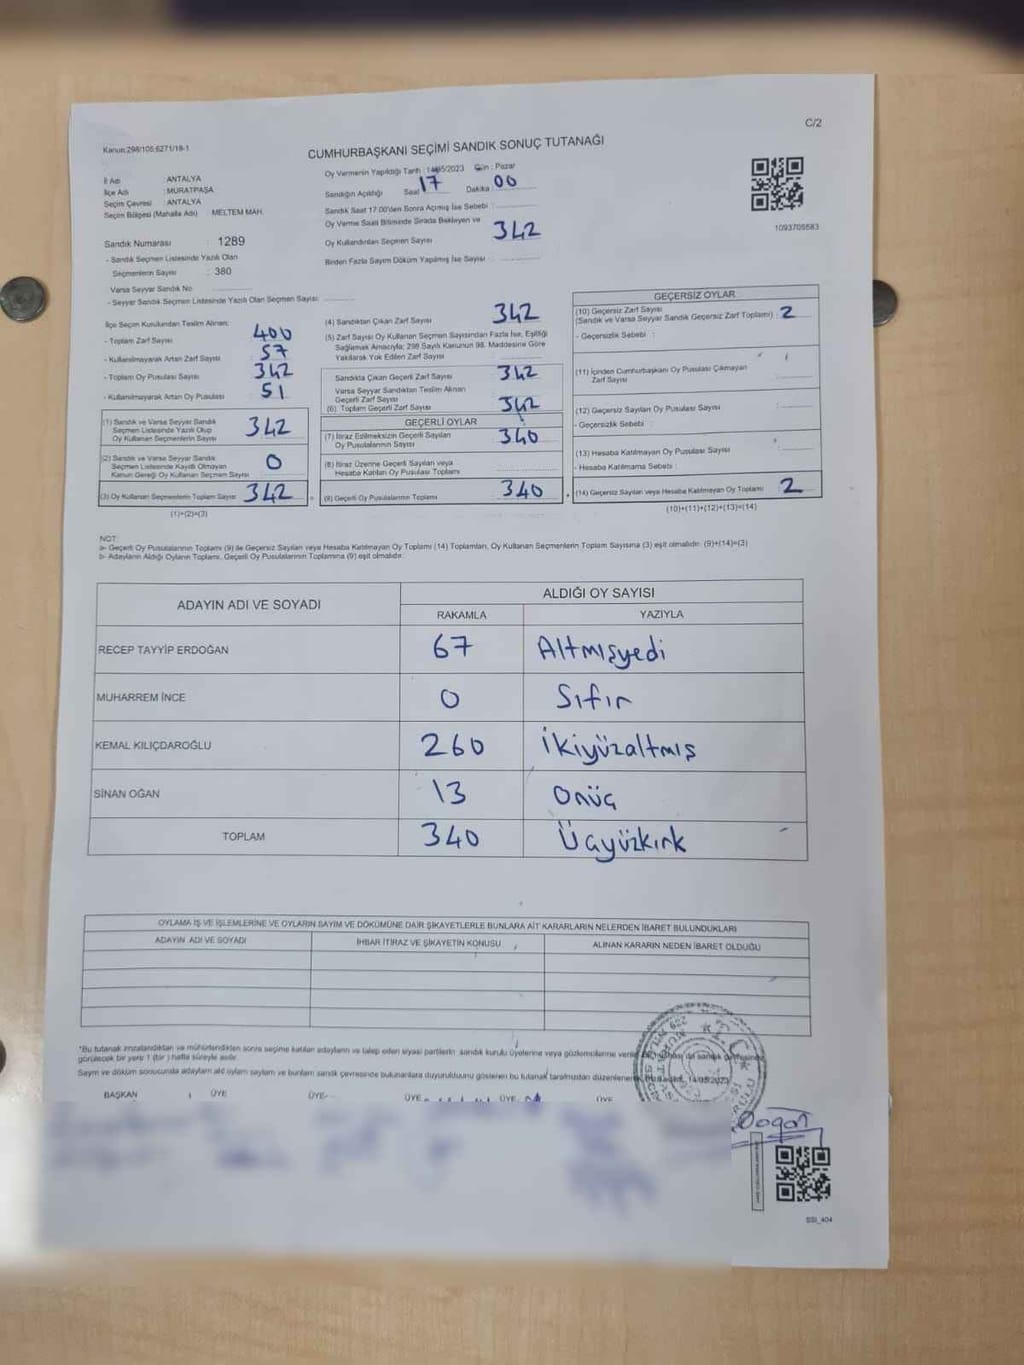 C/2
Kanun:298/105;6271/18-1
CUMHURBAŞKANI SEÇİMİ SANDIK SONUÇ TUTANAĞI
İl Adı : ANTALYA
İlçe Adı : MURATPAŞA
Seçim Çevresi : ANTALYA
Seçim Bölgesi (Mahalle Adı) MELTEM MAH.
Sandık Numarası : 1289
- Sandık Seçmen Listesinde Yazılı Olan
Seçmenlerin Sayısı : 380
Varsa Seyyar Sandık No
- Seyyar Sandık Seçmen Listesinde Yazılı Olan Seçmen Sayısı:
Oy Vermenin Yapıldığı Tarih : 14/05/2023 Gün : Pazar
Sandığın Açıldığı Saat 17 Dakika 00
Sandık Saat 17:00'den Sonra Açılmış İse Sebebi :
Oy Verme Saati Bitiminde Sırada Bekleyen ve
Oy Kullandırılan Seçmen Sayısı 342
Birden Fazla Sayım Döküm Yapılmış İse Sayısı :
1093705583
İlçe Seçim Kurulundan Teslim Alınan:
- Toplam Zarf Sayısı 400
- Kullanılmayarak Artan Zarf Sayısı 57
- Toplam Oy Pusulası Sayısı 342
- Kullanılmayarak Artan Oy Pusulası 51
(1) Sandık ve Varsa Seyyar Sandık
Seçmen Listesinde Yazılı Olup
Oy Kullanan Seçmenlerin Sayısı 342
(2) Sandık ve Varsa Seyyar Sandık
Seçmen Listesinde Kayıtlı Olmayan
Kanun Gereği Oy Kullanan Seçmen Sayısı 0
(3) Oy Kullanan Seçmenlerin Toplam Sayısı 342
(1)+(2)=(3)
(4) Sandıktan Çıkan Zarf Sayısı 342
(5) Zarf Sayısı Oy Kullanan Seçmen Sayısından Fazla İse, Eşitliği
Sağlamak Amacıyla; 298 Sayılı Kanunun 98. Maddesine Göre
Yakılarak Yok Edilen Zarf Sayısı
Sandıkta Çıkan Geçerli Zarf Sayısı 342
Varsa Seyyar Sandıktan Teslim Alınan
Geçerli Zarf Sayısı
(6) Toplam Geçerli Zarf Sayısı 342
GEÇERLİ OYLAR
(7) İtiraz Edilmeksizin Geçerli Sayılan
Oy Pusulalarının Sayısı 340
(8) İtiraz Üzerine Geçerli Sayılan veya
Hesaba Katılan Oy Pusulası Toplamı
(9) Geçerli Oy Pusulalarının Toplamı 340
GEÇERSİZ OYLAR
(10) Geçersiz Zarf Sayısı
(Sandık ve Varsa Seyyar Sandık Geçersiz Zarf Toplamı) : 2
- Geçersizlik Sebebi :
(11) İçinden Cumhurbaşkanı Oy Pusulası Çıkmayan
Zarf Sayısı
(12) Geçersiz Sayılan Oy Pusulası Sayısı
- Geçersizlik Sebebi :
(13) Hesaba Katılmayan Oy Pusulası Sayısı
- Hesaba Katılmama Sebebi :
(14) Geçersiz Sayılan veya Hesaba Katılmayan Oy Toplamı 2
(10)+(11)+(12)+(13)=(14)
NOT:
a- Geçerli Oy Pusulalarının Toplamı (9) ile Geçersiz Sayılan veya Hesaba Katılmayan Oy Toplamı (14) Toplamları, Oy Kullanan Seçmenlerin Toplam Sayısına (3) eşit olmalıdır. (9)+(14)=(3)
b- Adayların Aldığı Oyların Toplamı, Geçerli Oy Pusulalarının Toplamına (9) eşit olmalıdır.
ADAYIN ADI VE SOYADI ALDIĞI OY SAYISI
RAKAMLA YAZIYLA
RECEP TAYYİP ERDOĞAN 67 Altmışyedi
MUHARREM İNCE 0 Sıfır
KEMAL KILIÇDAROĞLU 260 İkiyüzaltmış
SİNAN OĞAN 13 Onüç
TOPLAM 340 Üçyüzkırk
OYLAMA İŞ VE İŞLEMLERİNE VE OYLARIN SAYIM VE DÖKÜMÜNE DAİR ŞİKAYETLERLE BUNLARA AİT KARARLARIN NELERDEN İBARET BULUNDUKLARI
ADAYIN ADI VE SOYADI İHBAR İTİRAZ VE ŞİKAYETİN KONUSU ALINAN KARARIN NEDEN İBARET OLDUĞU
*Bu tutanak imzalandıktan ve mühürlendikten sonra seçime katılan adayların ve talep eden siyasi partilerin sandık kurulu üyelerine veya gözlemcilerine
görülecek bir yere 1 (bir ) hafta süreyle asılır.
Sayım ve döküm sonucunda adayların aldığı oyların sayılarını ve bunların sandık çevresinde bulunanlara duyurulduğunu gösteren bu tutanak tarafımızdan düzenlenerek 14/05/2023
BAŞKAN ÜYE ÜYE ÜYE ÜYE ÜYE
Doğan
SSI_404